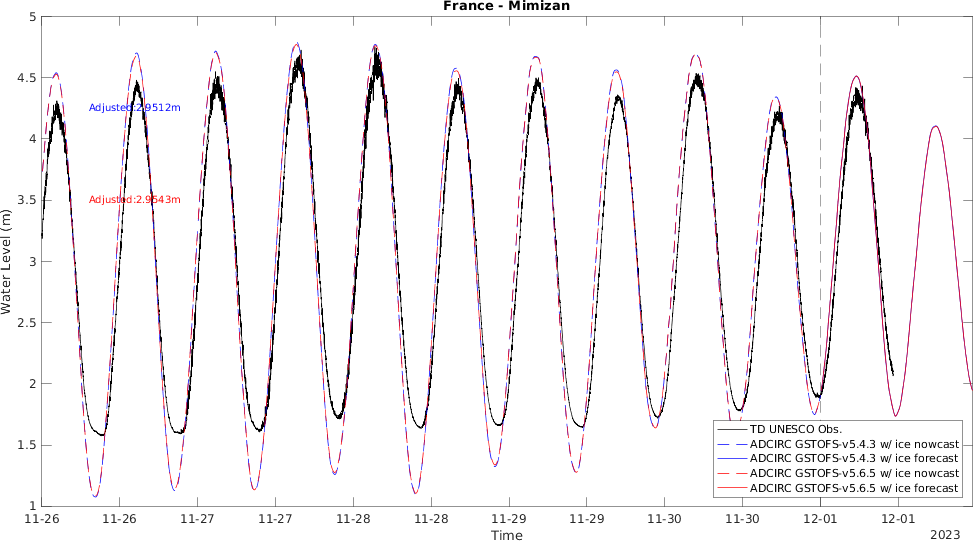 France - Mimizan
5
4.5
4
3.5
3
2.5
2
1.5
1
Water Level (m)
Adjusted:2.9512m
Adjusted:2.9543m
TD UNESCO Obs.
ADCIRC GSTOFS-v5.4.3 w/ ice nowcast
ADCIRC GSTOFS-v5.4.3 w/ ice forecast
ADCIRC GSTOFS-v5.6.5 w/ ice nowcast
ADCIRC GSTOFS-v5.6.5 w/ ice forecast
11-26 11-26 11-27 11-27 11-28 11-28 11-29 11-29 11-30 11-30 12-01 12-01
Time
2023